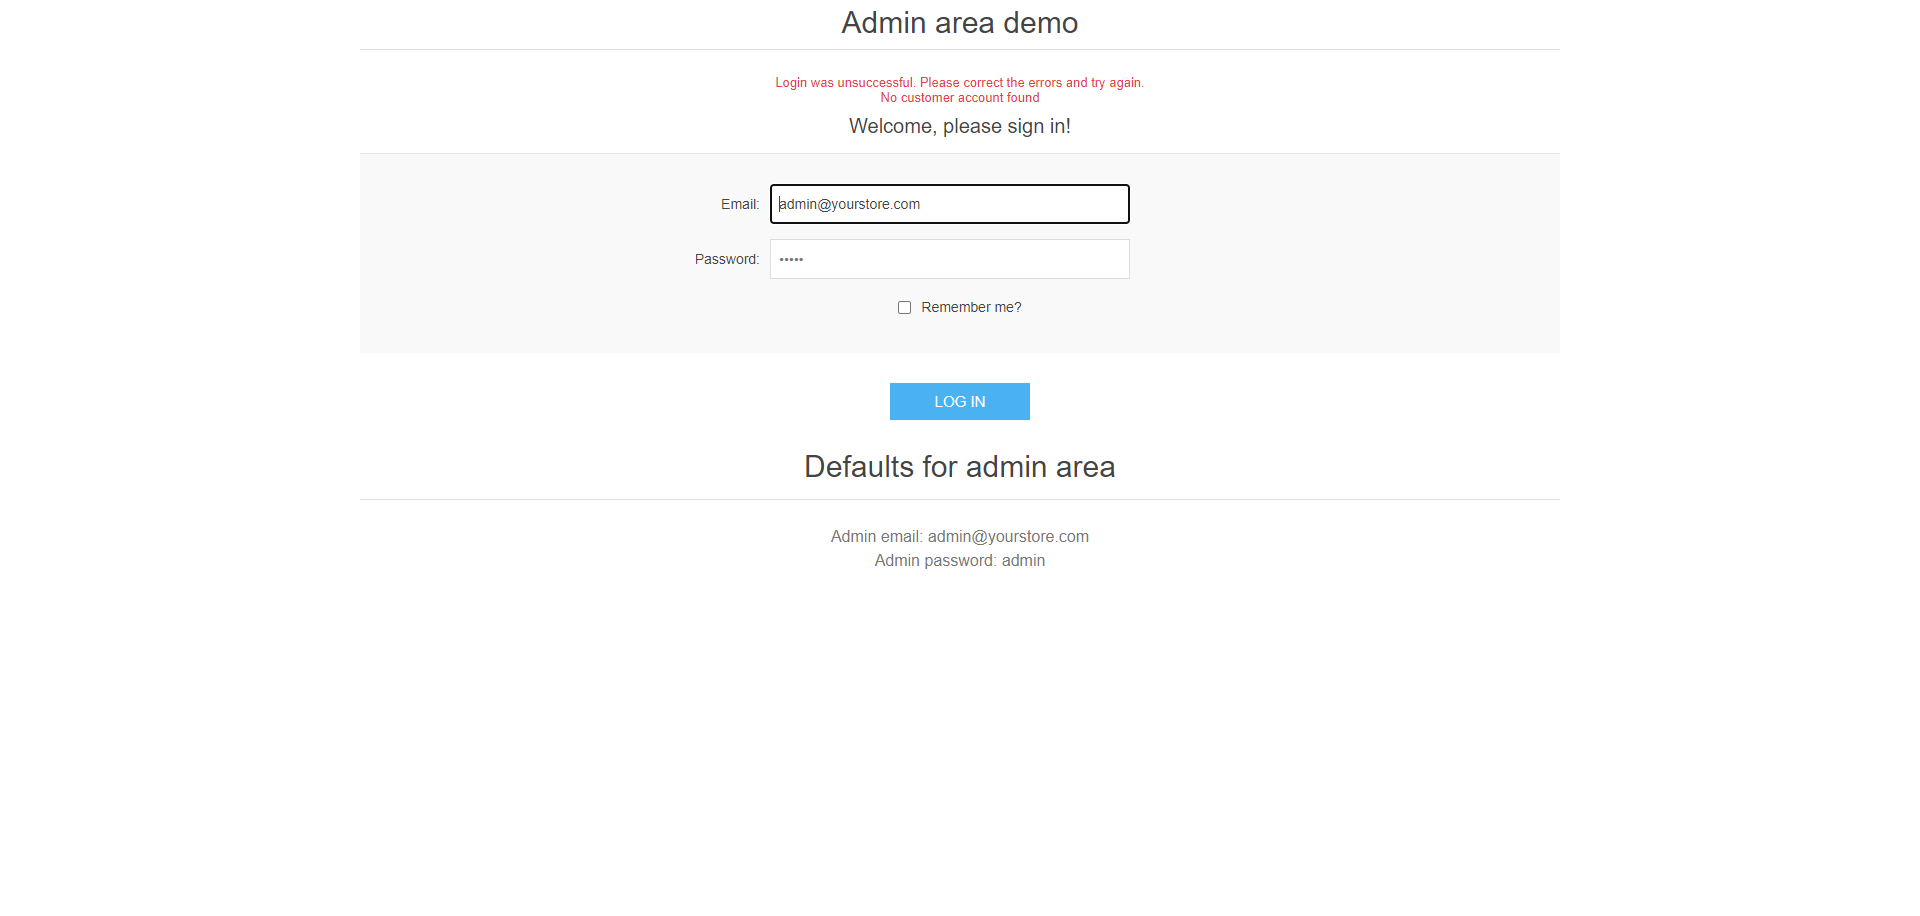 Admin area demo
Login was unsuccessful. Please correct the errors and try again.
No customer account found
Welcome, please sign in!
Email: admin@yourstore.com
Password: •••••
Remember me?
LOG IN
Defaults for admin area
Admin email: admin@yourstore.com
Admin password: admin